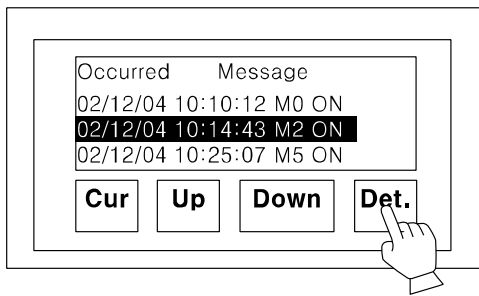 Occurred Message
02/12/04 10:10:12 M0 ON
02/12/04 10:14:43 M2 ON
02/12/04 10:25:07 M5 ON
Cur Up Down Det.